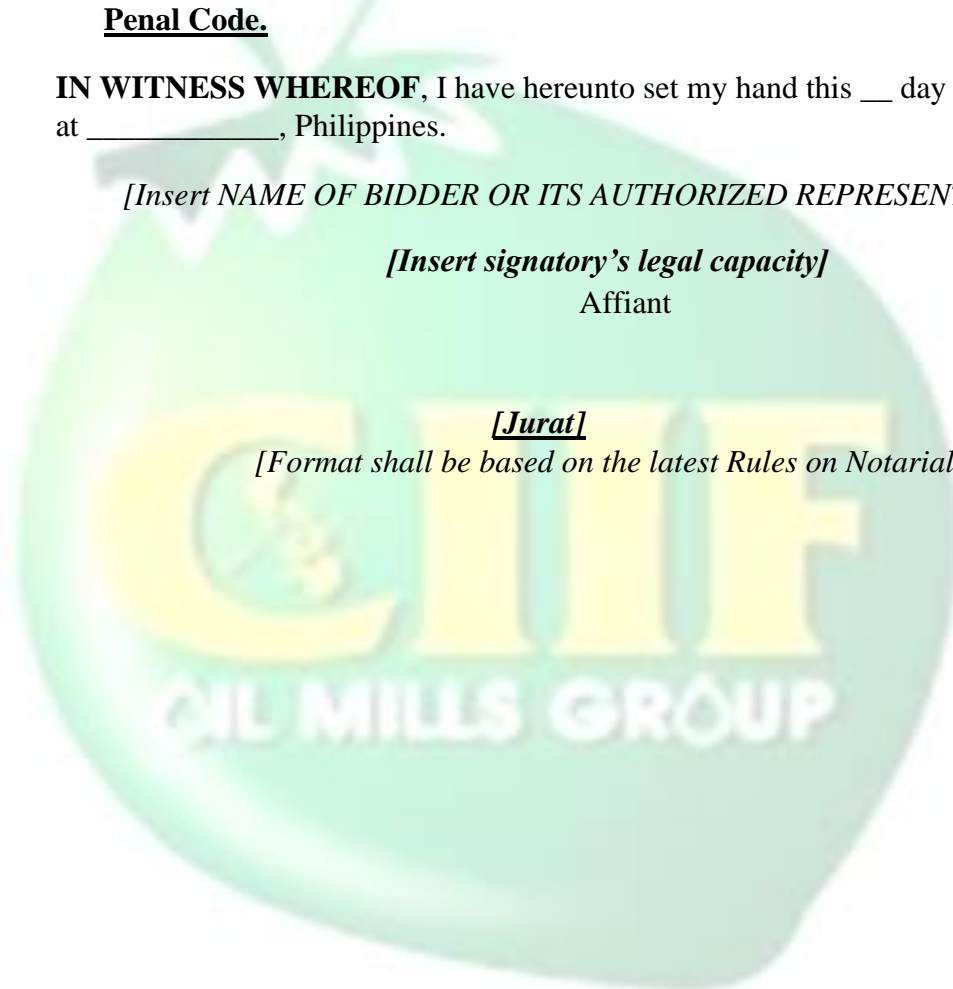 Penal Code.
IN WITNESS WHEREOF, I have hereunto set my hand this __ day
at ____________, Philippines.
[Insert NAME OF BIDDER OR ITS AUTHORIZED REPRESEN
[Insert signatory’s legal capacity]
Affiant
[Jurat]
[Format shall be based on the latest Rules on Notarial
CIIF
OIL MILLS GROUP